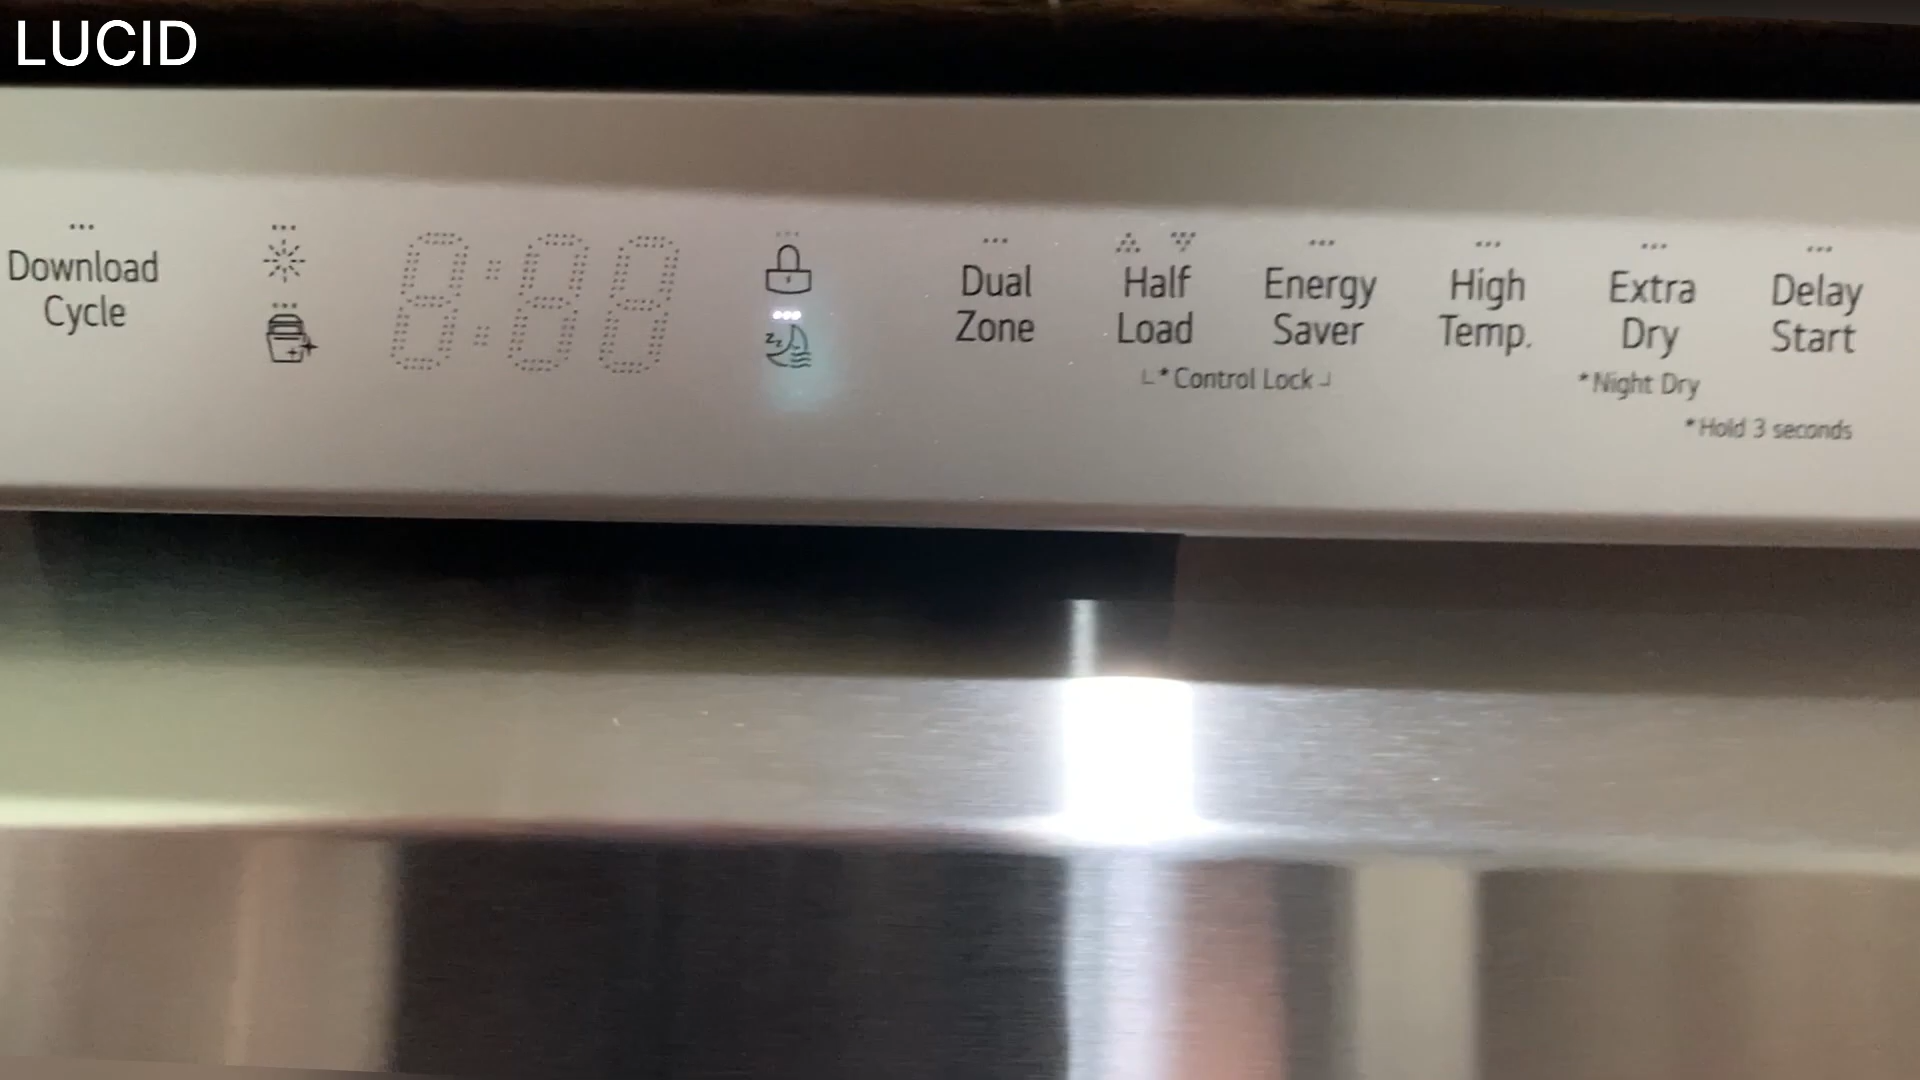 LUCID
Download
Cycle
8:88
zz
Dual
Zone
Half
Load
Energy
Saver
High
Temp.
Extra
Dry
Delay
Start
*Control Lock
*Night Dry
*Hold 3 seconds